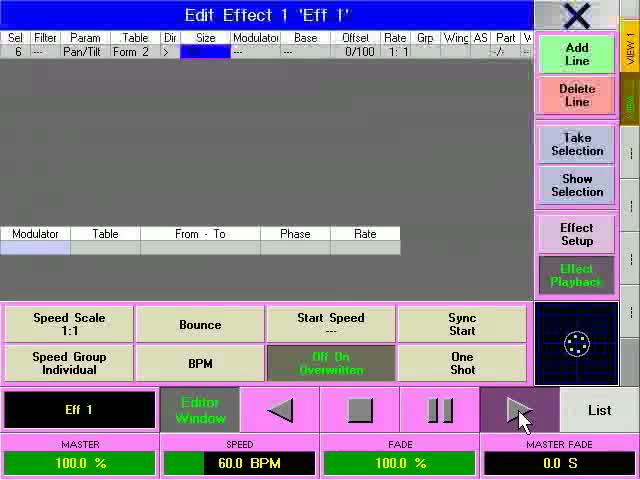 Edit Effect 1 'Eff 1'
Sel Filter Param Table Dir Size Modulator Base Offset Rate Grp Wing AS Part
6 --- Pan/Tilt Form 2 > --- --- 0/100 1: 1 -/-
Modulator Table From - To Phase Rate
Add
Line
Delete
Line
Take
Selection
Show
Selection
Effect
Setup
Effect
Playback
VIEW 1
Speed Scale
1:1
Bounce
Start Speed
---
Sync
Start
Speed Group
Individual
BPM
Off On
Overwritten
One
Shot
Eff 1
Editor
Window
List
MASTER
100.0 %
SPEED
60.0 BPM
FADE
100.0 %
MASTER FADE
0.0 S